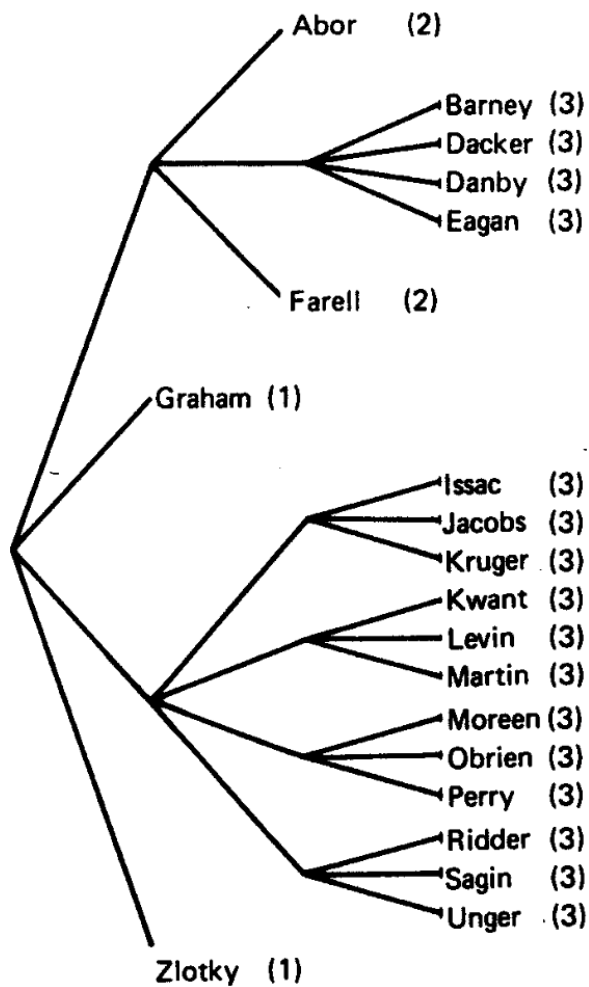 Abor (2)
Barney (3)
Dacker (3)
Danby (3)
Eagan (3)
Farell (2)
Graham (1)
Issac (3)
Jacobs (3)
Kruger (3)
Kwant (3)
Levin (3)
Martin (3)
Moreen (3)
Obrien (3)
Perry (3)
Ridder (3)
Sagin (3)
Unger (3)
Zlotky (1)